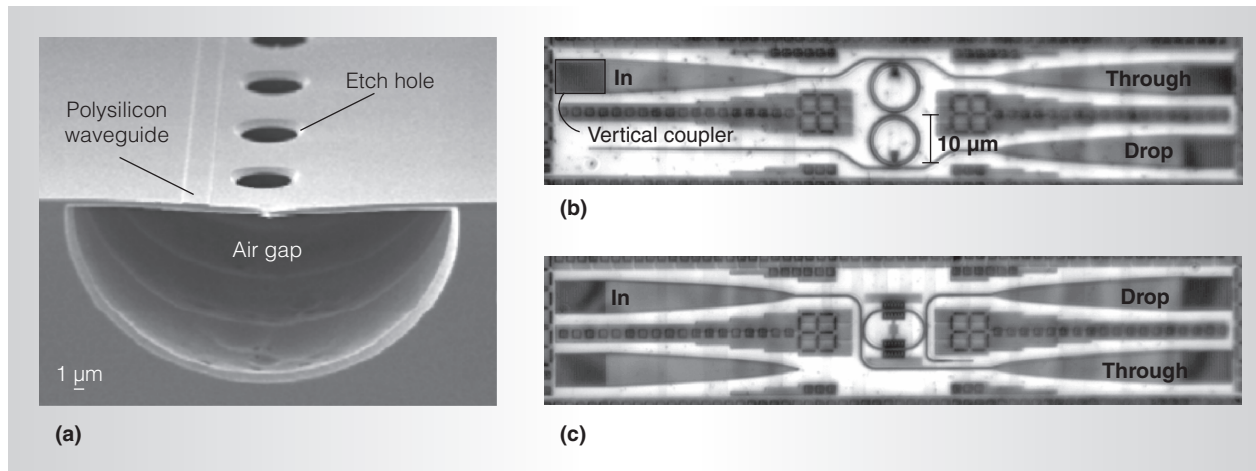 Etch hole
Polysilicon
waveguide
Air gap
1 µm
(a)
In
Through
Vertical coupler
10 µm
Drop
(b)
In
Drop
Through
(c)